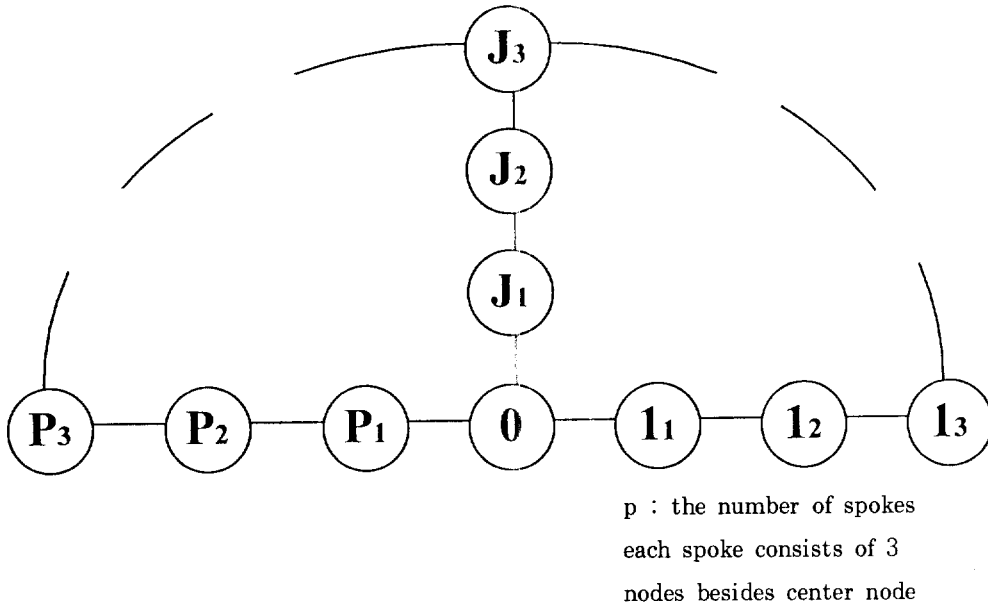 J₃
J₂
J₁
P₃ P₂ P₁ 0 1₁ 1₂ 1₃
p : the number of spokes
each spoke consists of 3
nodes besides center node